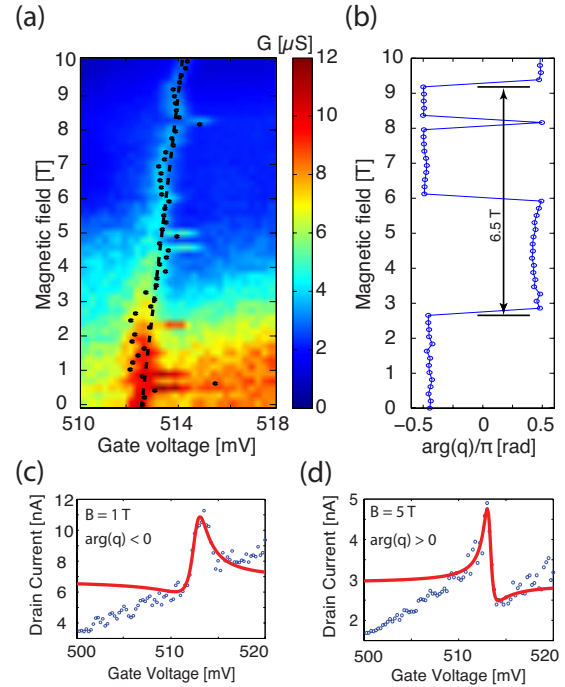 (a)
G [µS]
12
10
8
6
4
2
0
10
9
8
7
6
5
4
3
2
1
0
Magnetic field [T]
510
514
518
Gate voltage [mV]
(b)
10
9
8
7
6
5
4
3
2
1
0
Magnetic field [T]
6.5 T
−0.5
0
0.5
arg(q)/π [rad]
(c)
12
10
8
6
4
Drain Current [nA]
B = 1 T
arg(q) < 0
500
510
520
Gate Voltage [mV]
(d)
5
4
3
2
Drain Current [nA]
B = 5 T
arg(q) > 0
500
510
520
Gate Voltage [mV]